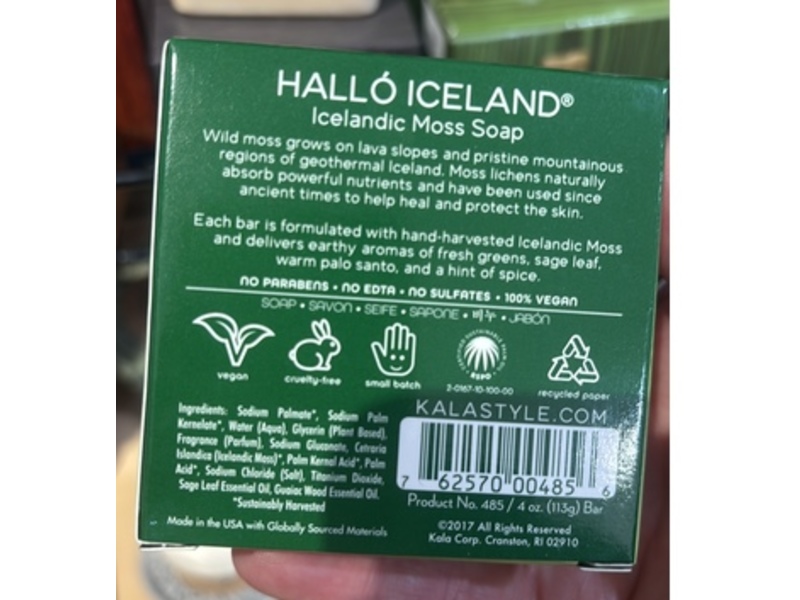 HALLÓ ICELAND®
Icelandic Moss Soap
Wild moss grows on lava slopes and pristine mountainous
regions of geothermal Iceland. Moss lichens naturally
absorb powerful nutrients and have been used since
ancient times to help heal and protect the skin.
Each bar is formulated with hand-harvested Icelandic Moss
and delivers earthy aromas of fresh greens, sage leaf,
warm palo santo, and a hint of spice.
NO PARABENS • NO EDTA • NO SULFATES • 100% VEGAN
SOAP • SAVON • SEIFE • SAPONE • 비누 • JABÓN
vegan
cruelty-free
small batch
CERTIFIED SUSTAINABLE PALM OIL
RSPO
2-0167-10-100-00
recycled paper
Ingredients: Sodium Palmate*, Sodium Palm
Kernelate*, Water (Aqua), Glycerin (Plant Based),
Fragrance (Parfum), Sodium Gluconate, Cetraria
Islandica (Icelandic Moss)*, Palm Kernal Acid*, Palm
Acid*, Sodium Chloride (Salt), Titanium Dioxide,
Sage Leaf Essential Oil, Guaiac Wood Essential Oil.
*Sustainably Harvested
Made in the USA with Globally Sourced Materials
KALASTYLE.COM
7 62570 00485 6
Product No. 485 / 4 oz. (113g) Bar
©2017 All Rights Reserved
Kala Corp. Cranston, RI 02910